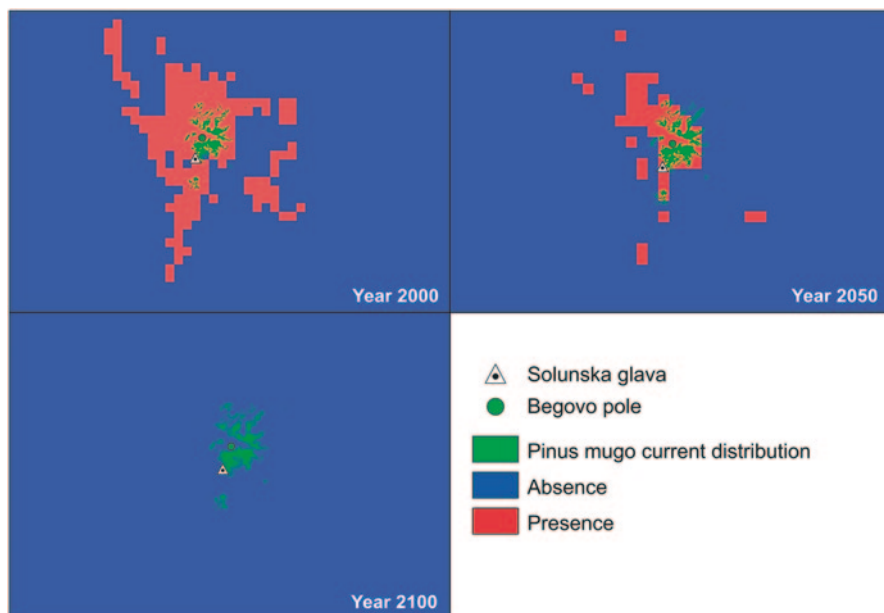 Year 2000
Year 2050
Year 2100
Solunska glava
Begovo pole
Pinus mugo current distribution
Absence
Presence